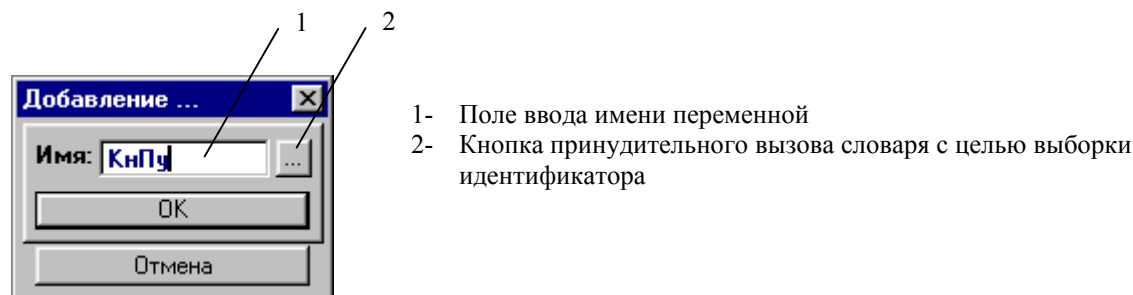 1 2
Добавление ...
Имя: КнПу ...
OK
Отмена
1- Поле ввода имени переменной
2- Кнопка принудительного вызова словаря с целью выборки
идентификатора